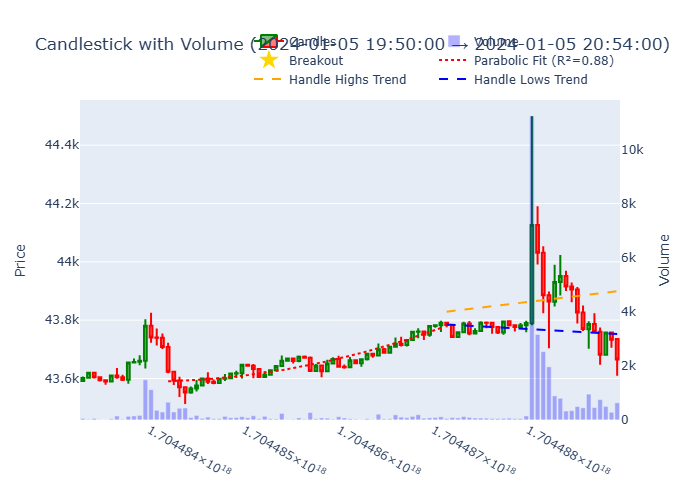 Candlestick with Volume (2024-01-05 19:50:00 → 2024-01-05 20:54:00)
Candles
Volume
Breakout
Parabolic Fit (R²=0.88)
Handle Highs Trend
Handle Lows Trend
44.4k
44.2k
44k
43.8k
43.6k
Price
10k
8k
6k
4k
2k
0
Volume
1.704484×10¹⁸
1.704485×10¹⁸
1.704486×10¹⁸
1.704487×10¹⁸
1.704488×10¹⁸